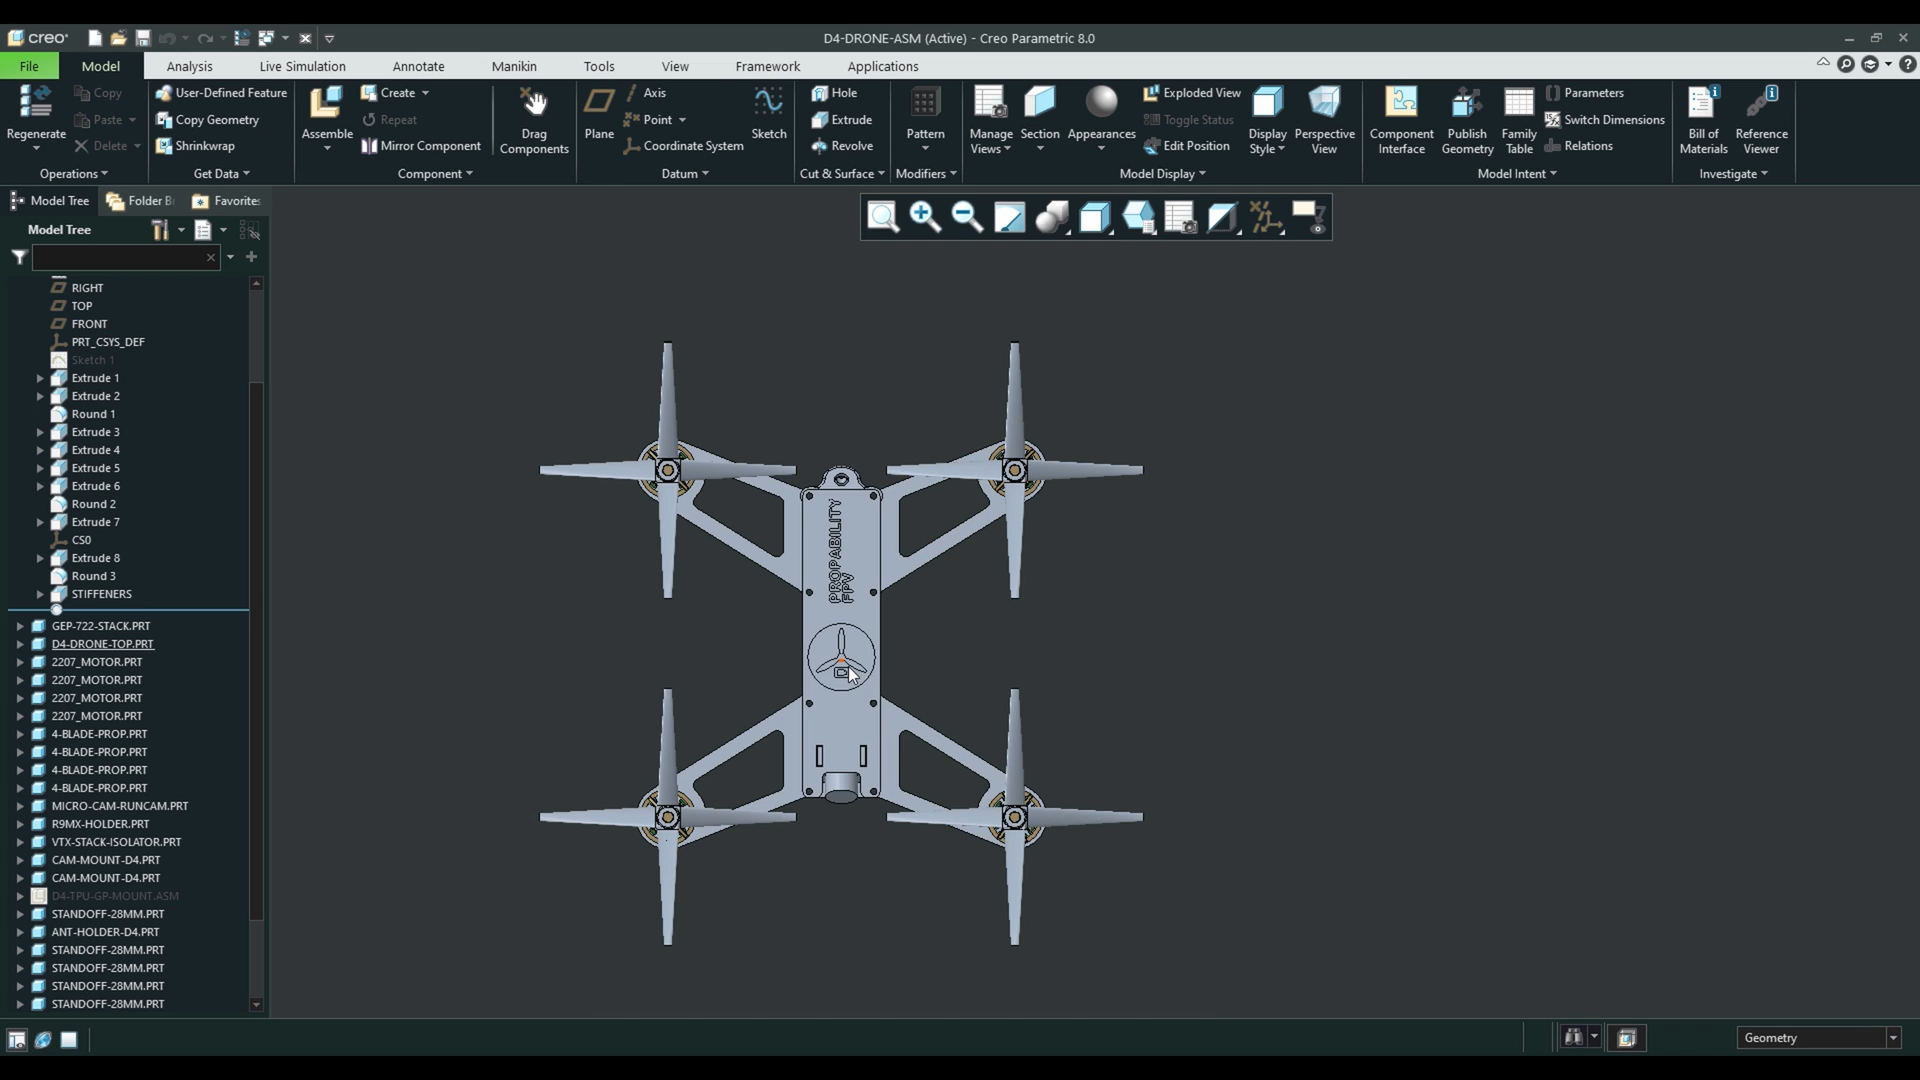 creo
D4-DRONE-ASM (Active) - Creo Parametric 8.0
File
Model
Analysis
Live Simulation
Annotate
Manikin
Tools
View
Framework
Applications
Regenerate
Copy
Paste
Delete
Operations
User-Defined Feature
Copy Geometry
Shrinkwrap
Get Data
Assemble
Create
Repeat
Mirror Component
Component
Drag
Components
Plane
Axis
Point
Coordinate System
Sketch
Datum
Hole
Extrude
Revolve
Cut & Surface
Pattern
Modifiers
Manage
Views
Section
Appearances
Exploded View
Toggle Status
Edit Position
Display
Style
Perspective
View
Model Display
Component
Interface
Publish
Geometry
Family
Table
Parameters
Switch Dimensions
Relations
Model Intent
Bill of
Materials
Reference
Viewer
Investigate
Model Tree
Folder Br
Favorites
Model Tree
RIGHT
TOP
FRONT
PRT_CSYS_DEF
Sketch 1
Extrude 1
Extrude 2
Round 1
Extrude 3
Extrude 4
Extrude 5
Extrude 6
Round 2
Extrude 7
CS0
Extrude 8
Round 3
STIFFENERS
GEP-722-STACK.PRT
D4-DRONE-TOP.PRT
2207_MOTOR.PRT
2207_MOTOR.PRT
2207_MOTOR.PRT
2207_MOTOR.PRT
4-BLADE-PROP.PRT
4-BLADE-PROP.PRT
4-BLADE-PROP.PRT
4-BLADE-PROP.PRT
MICRO-CAM-RUNCAM.PRT
R9MX-HOLDER.PRT
VTX-STACK-ISOLATOR.PRT
CAM-MOUNT-D4.PRT
CAM-MOUNT-D4.PRT
D4-TPU-GP-MOUNT.ASM
STANDOFF-28MM.PRT
ANT-HOLDER-D4.PRT
STANDOFF-28MM.PRT
STANDOFF-28MM.PRT
STANDOFF-28MM.PRT
STANDOFF-28MM.PRT
PROPABILITY
FPV
Geometry